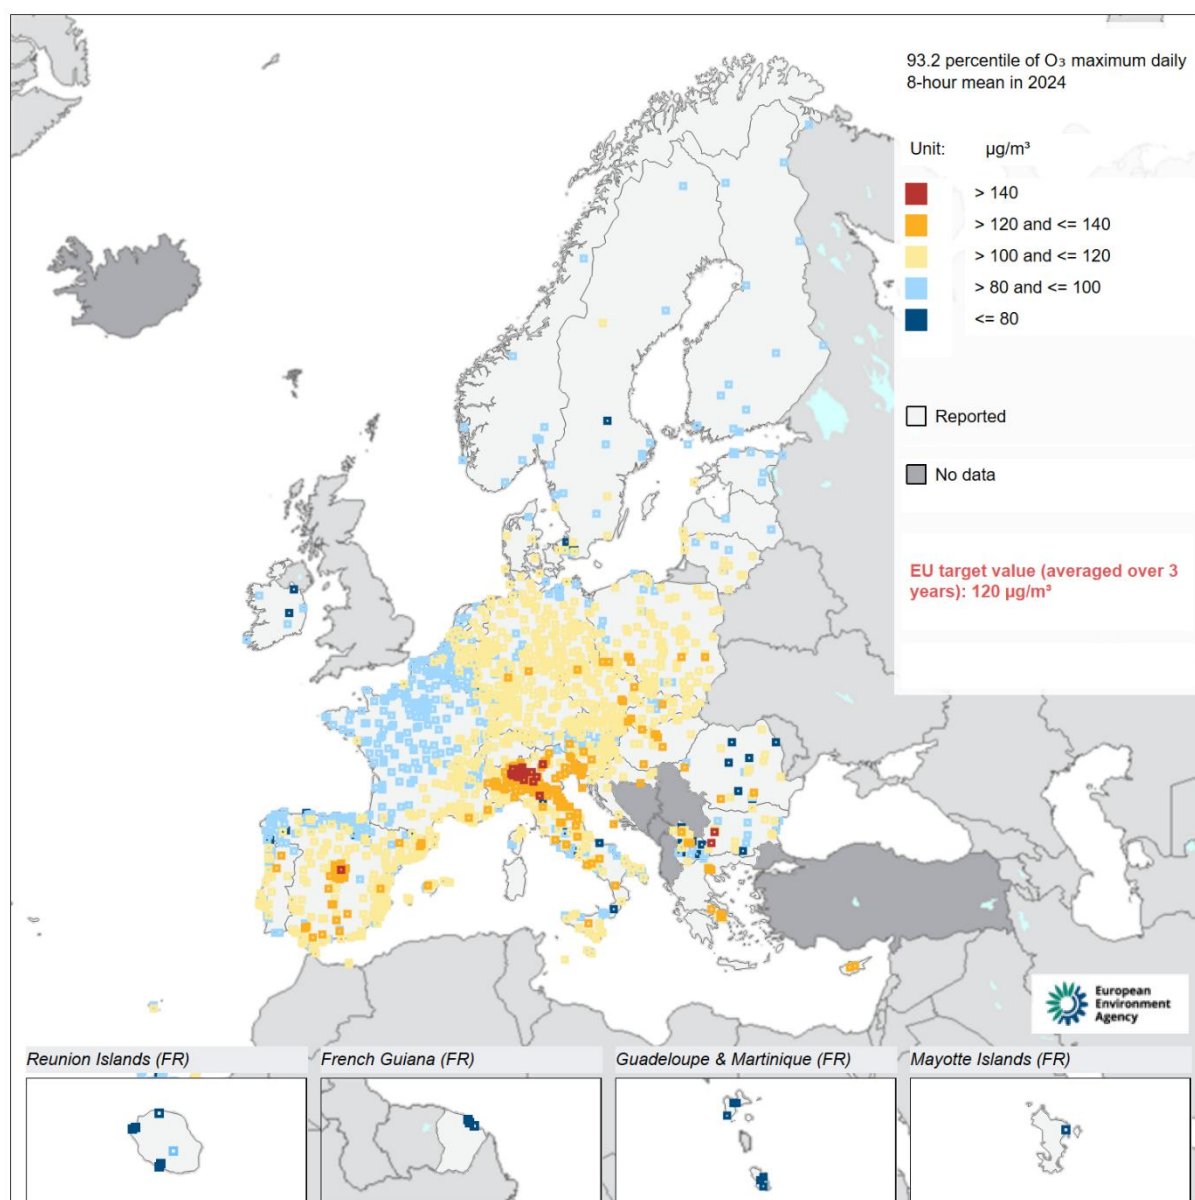 93.2 percentile of O₃ maximum daily
8-hour mean in 2024
Unit: µg/m³
> 140
> 120 and <= 140
> 100 and <= 120
> 80 and <= 100
<= 80
Reported
No data
EU target value (averaged over 3
years): 120 µg/m³
European
Environment
Agency
Reunion Islands (FR)
French Guiana (FR)
Guadeloupe & Martinique (FR)
Mayotte Islands (FR)